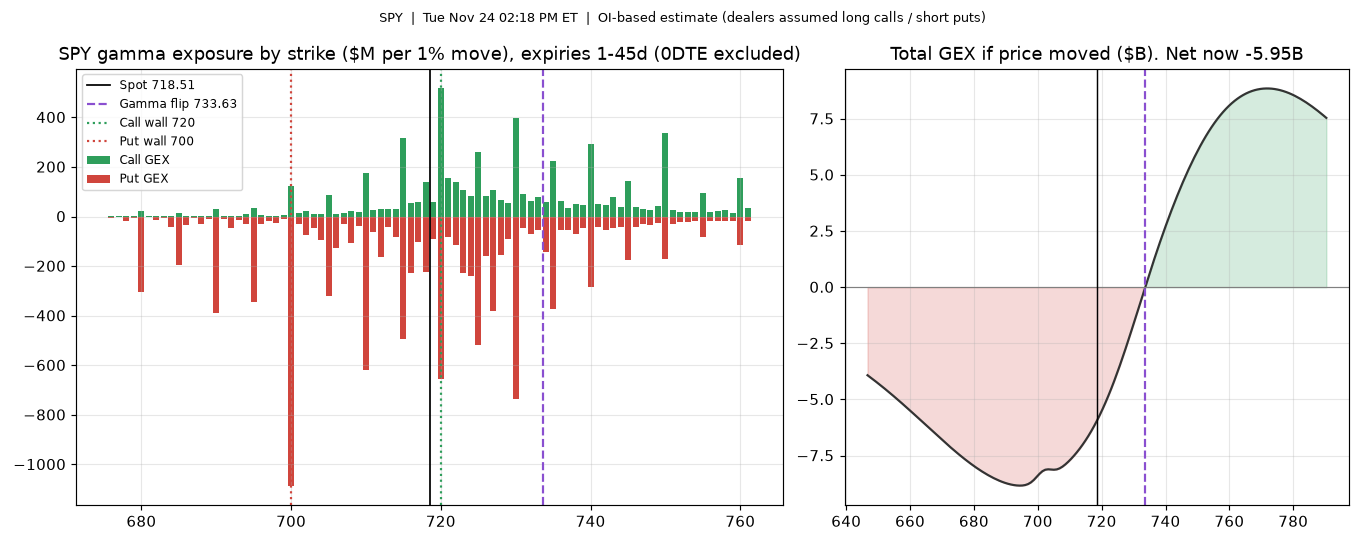 SPY | Tue Nov 24 02:18 PM ET | OI-based estimate (dealers assumed long calls / short puts)
SPY gamma exposure by strike ($M per 1% move), expiries 1-45d (0DTE excluded)
Spot 718.51
Gamma flip 733.63
Call wall 720
Put wall 700
Call GEX
Put GEX
400
200
0
−200
−400
−600
−800
−1000
680 700 720 740 760
Total GEX if price moved ($B). Net now -5.95B
7.5
5.0
2.5
0.0
−2.5
−5.0
−7.5
640 660 680 700 720 740 760 780